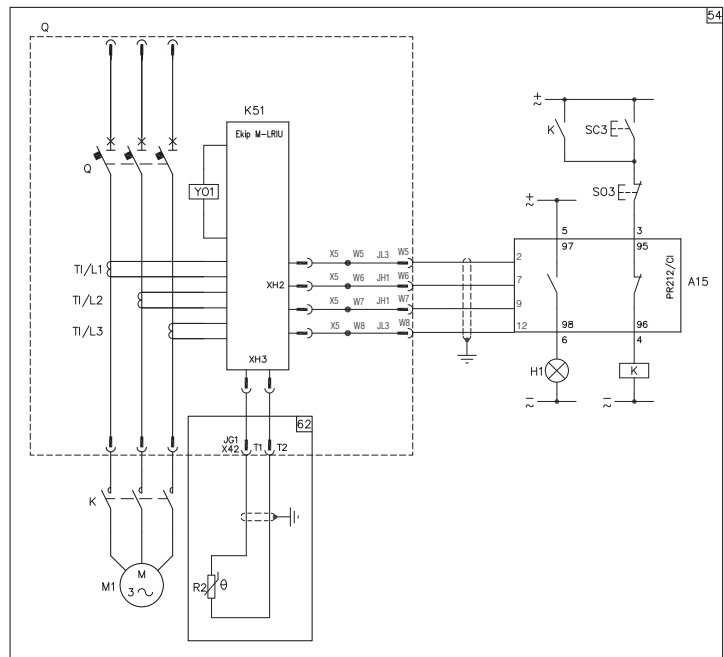 54
Q
K51
Ekip M-LRIU
YO1
Q
TI/L1
TI/L2
TI/L3
XH2
XH3
X5 W5 JL3 W5
X5 W6 JH1 W6
X5 W7 JH1 W7
X5 W8 JL3 W8
+
~
K
SC3
SO3
+
~
5 3
97 95
2
7
9
12
PR212/CI
A15
98 96
6 4
H1
K
–
~
–
~
62
JG1
X42 T1 T2
K
M1
M
3 ~
R2 θ